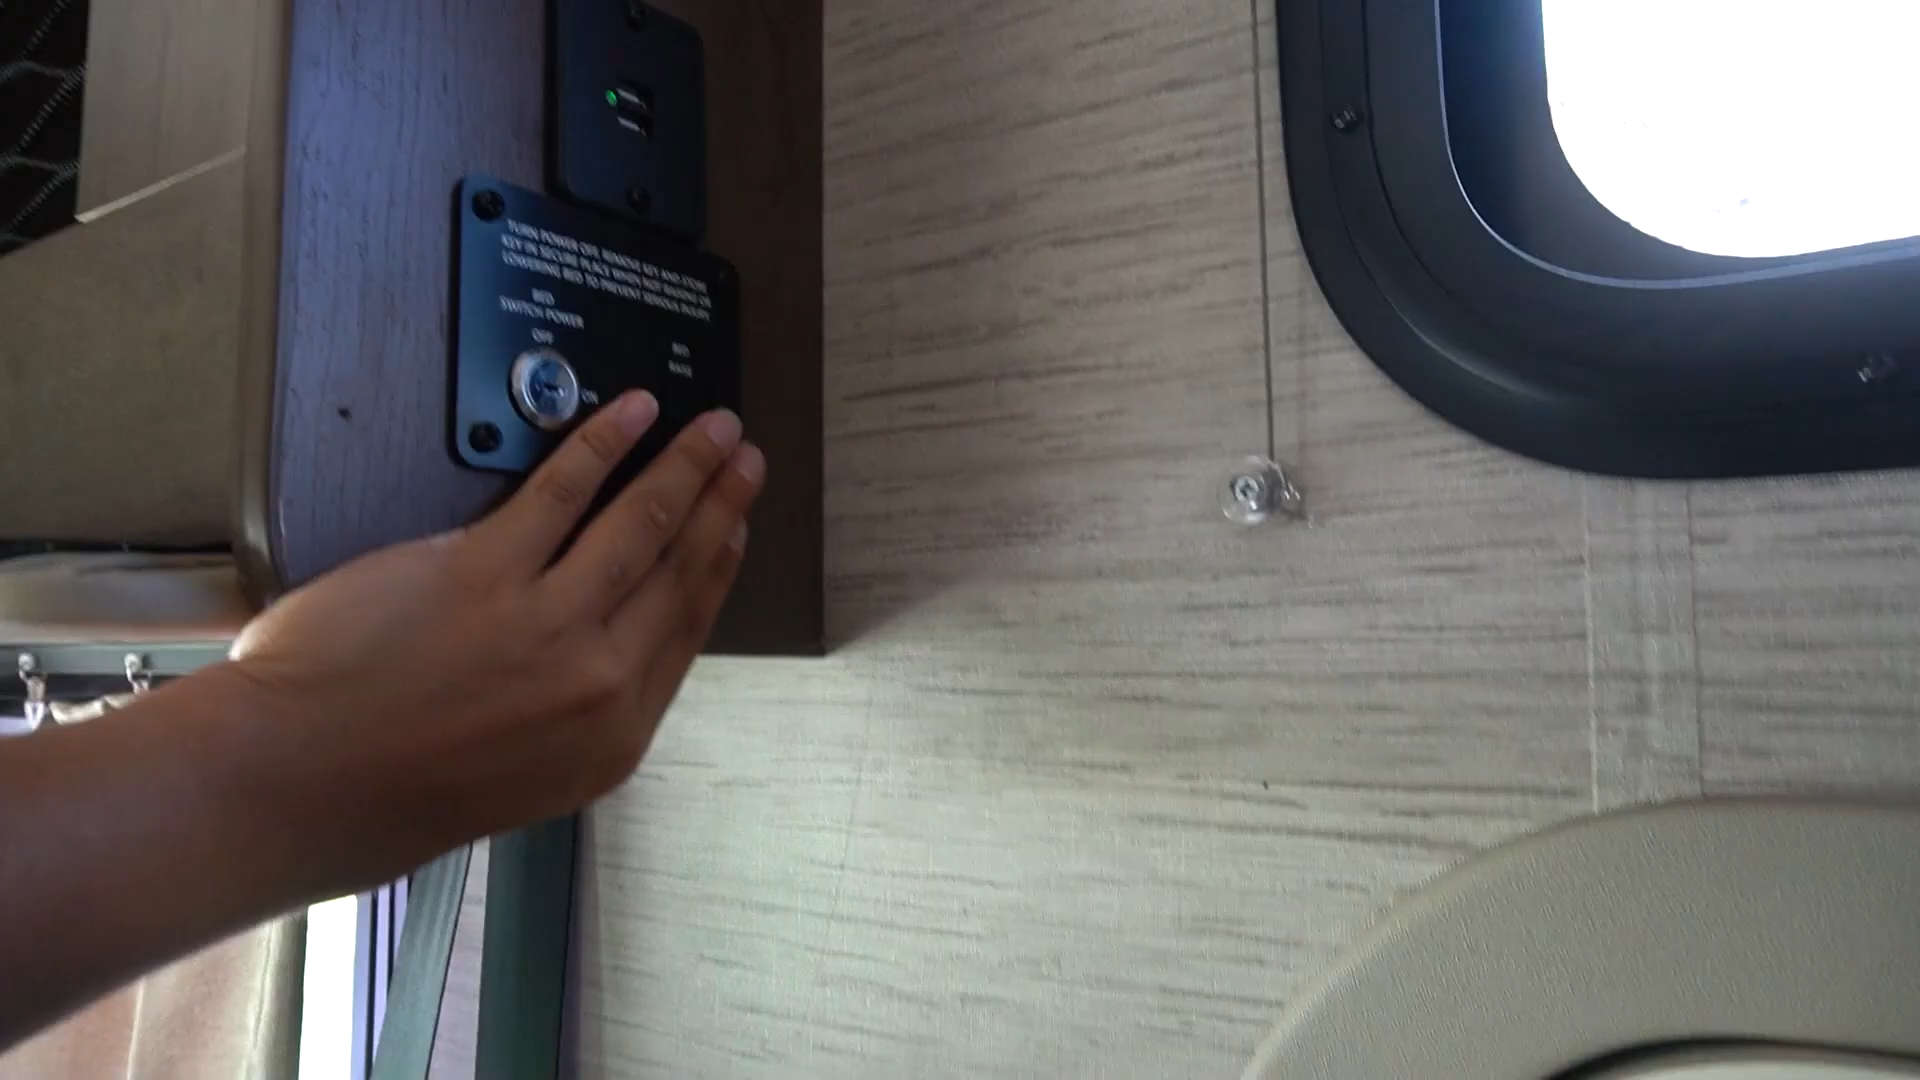 TURN POWER OFF, REMOVE KEY AND STORE
KEY IN SECURE PLACE WHEN NOT RAISING OR
LOWERING BED TO PREVENT SERIOUS INJURY
BED
SWITCH POWER
OFF
ON
BED
RAISE